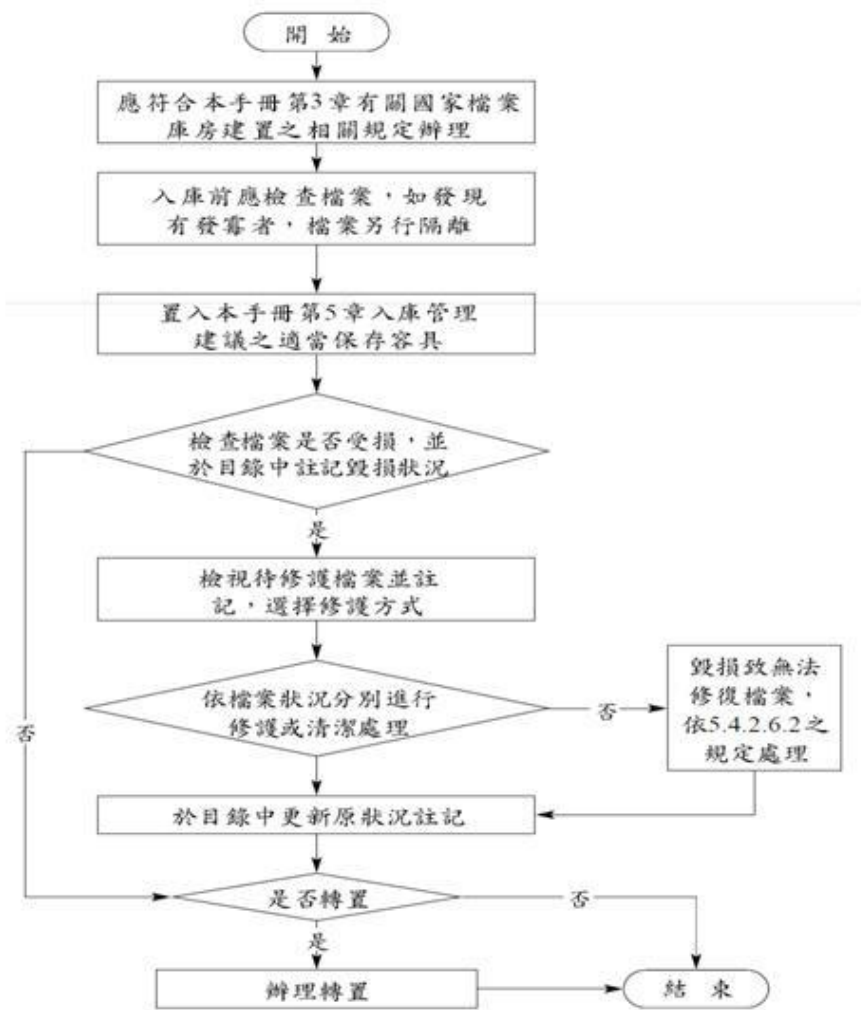 開 始
應符合本手冊第3章有關國家檔案
庫房建置之相關規定辦理
入庫前應檢查檔案,如發現
有發霉者,檔案另行隔離
置入本手冊第5章入庫管理
建議之適當保存容具
檢查檔案是否受損,並
於目錄中註記毀損狀況
是
檢視待修護檔案並註
記,選擇修護方式
依檔案狀況分別進行
修護或清潔處理
否
毀損致無法
修復檔案,
依5.4.2.6.2之
規定處理
否
於目錄中更新原狀況註記
是否轉置
否
是
辦理轉置
結 束